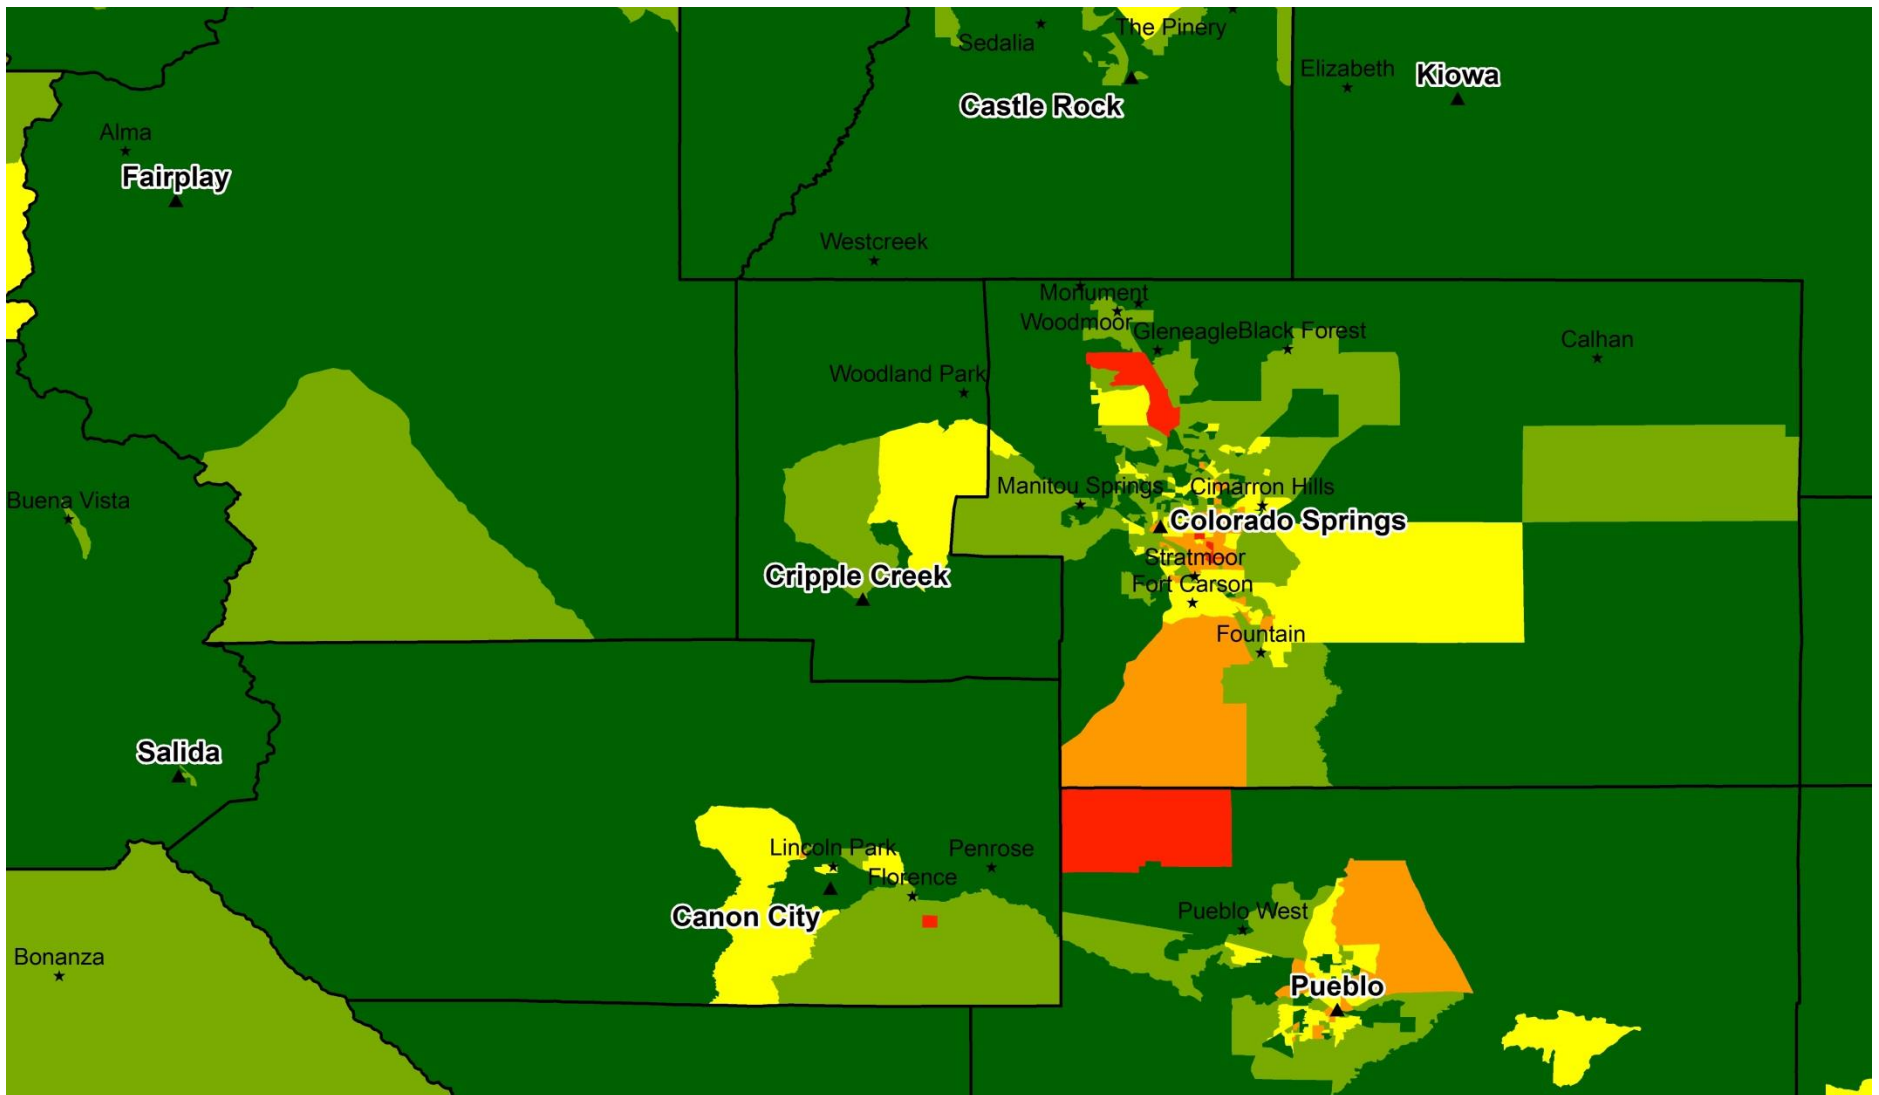 The Pinery
Sedalia
Elizabeth
Kiowa
Castle Rock
Alma
Fairplay
Westcreek
Monument
Woodmoor
Gleneagle
Black Forest
Calhan
Woodland Park
Manitou Springs
Cimarron Hills
Buena Vista
Colorado Springs
Stratmoor
Cripple Creek
Fort Carson
Fountain
Salida
Lincoln Park
Penrose
Florence
Canon City
Pueblo West
Bonanza
Pueblo